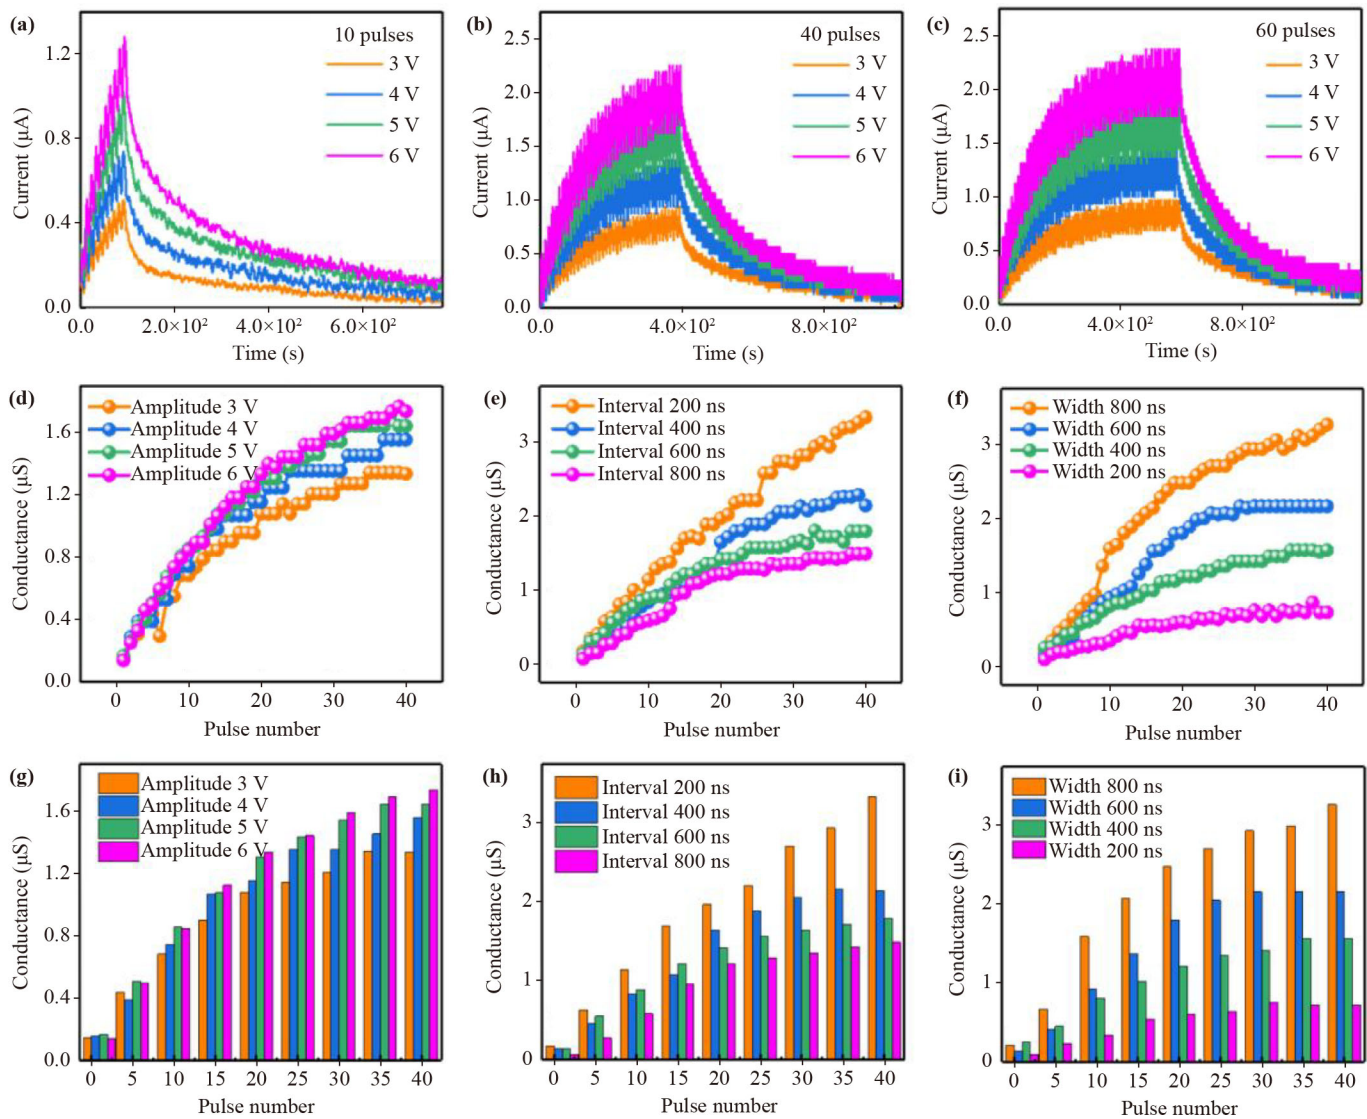 (a)
10 pulses
3 V
4 V
5 V
6 V
Current (μA)
1.2
0.8
0.4
0.0
0.0
2.0×10²
4.0×10²
6.0×10²
Time (s)
(b)
40 pulses
3 V
4 V
5 V
6 V
Current (μA)
2.5
2.0
1.5
1.0
0.5
0.0
0.0
4.0×10²
8.0×10²
Time (s)
(c)
60 pulses
3 V
4 V
5 V
6 V
Current (μA)
2.5
2.0
1.5
1.0
0.5
0.0
0.0
4.0×10²
8.0×10²
Time (s)
(d)
Amplitude 3 V
Amplitude 4 V
Amplitude 5 V
Amplitude 6 V
Conductance (μS)
1.6
1.2
0.8
0.4
0.0
0
10
20
30
40
Pulse number
(e)
Interval 200 ns
Interval 400 ns
Interval 600 ns
Interval 800 ns
Conductance (μS)
3
2
1
0
0
10
20
30
40
Pulse number
(f)
Width 800 ns
Width 600 ns
Width 400 ns
Width 200 ns
Conductance (μS)
3
2
1
0
0
10
20
30
40
Pulse number
(g)
Amplitude 3 V
Amplitude 4 V
Amplitude 5 V
Amplitude 6 V
Conductance (μS)
1.6
1.2
0.8
0.4
0.0
0
5
10
15
20
25
30
35
40
Pulse number
(h)
Interval 200 ns
Interval 400 ns
Interval 600 ns
Interval 800 ns
Conductance (μS)
3
2
1
0
0
5
10
15
20
25
30
35
40
Pulse number
(i)
Width 800 ns
Width 600 ns
Width 400 ns
Width 200 ns
Conductance (μS)
3
2
1
0
0
5
10
15
20
25
30
35
40
Pulse number